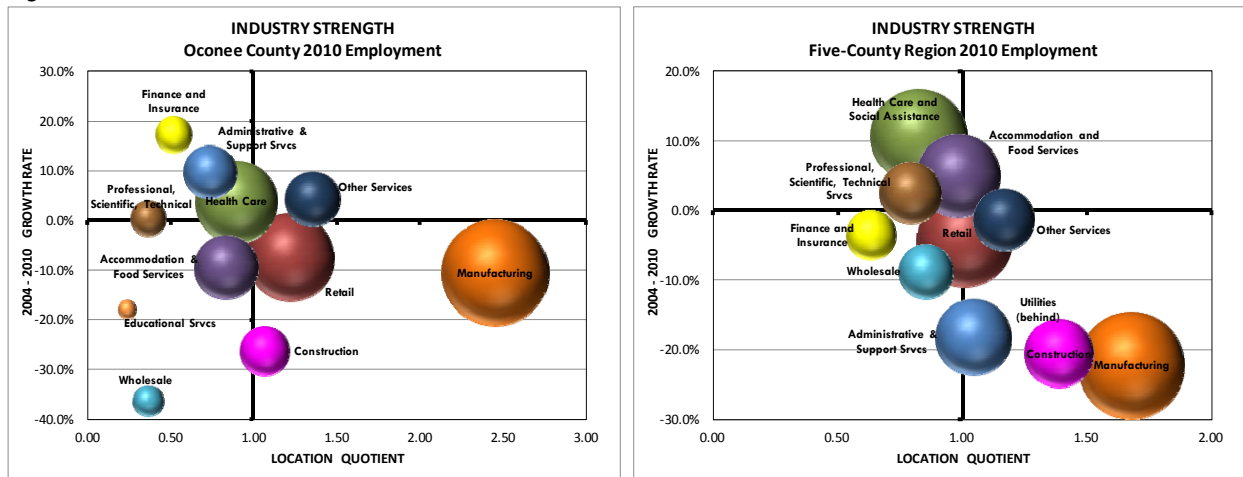 INDUSTRY STRENGTH
Oconee County 2010 Employment
30.0%
20.0%
10.0%
0.0%
-10.0%
-20.0%
-30.0%
-40.0%
2004 - 2010 GROWTH RATE
Finance and
Insurance
Administrative &
Support Srvcs
Professional,
Scientific, Technical
Health Care
Other Services
Accommodation &
Food Services
Manufacturing
Retail
Educational Srvcs
Construction
Wholesale
0.00 0.50 1.00 1.50 2.00 2.50 3.00
LOCATION QUOTIENT
INDUSTRY STRENGTH
Five-County Region 2010 Employment
20.0%
10.0%
0.0%
-10.0%
-20.0%
-30.0%
2004 - 2010 GROWTH RATE
Health Care and
Social Assistance
Accommodation and
Food Services
Professional,
Scientific, Technical
Srvcs
Finance and
Insurance
Retail
Other Services
Wholesale
Utilities
(behind)
Administrative &
Support Srvcs
Construction
Manufacturing
0.00 0.50 1.00 1.50 2.00
LOCATION QUOTIENT